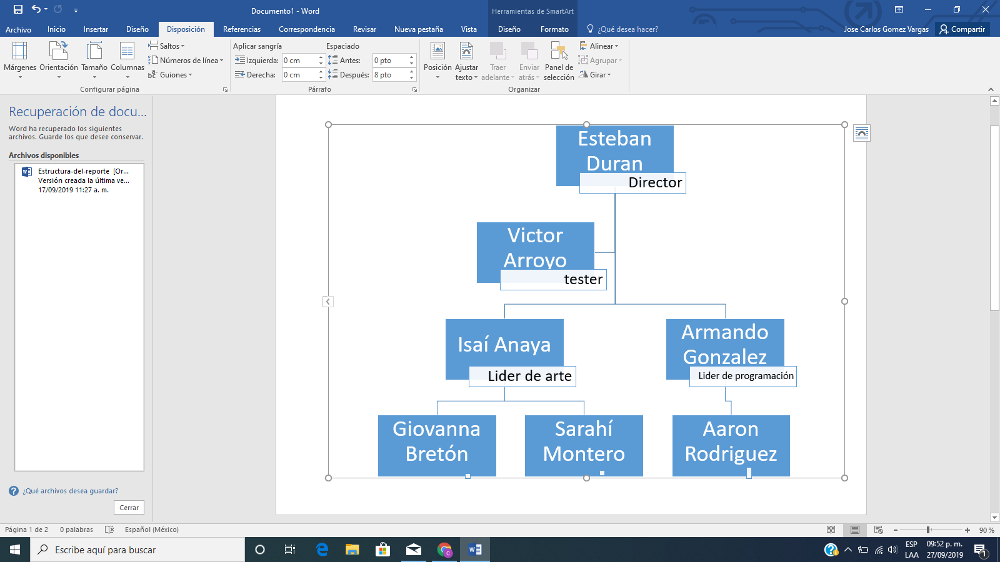 Documento1 - Word
Herramientas de SmartArt
Archivo
Inicio
Insertar
Diseño
Disposición
Referencias
Correspondencia
Revisar
Nueva pestaña
Vista
Diseño
Formato
¿Qué desea hacer?
Jose Carlos Gomez Vargas
Compartir
Márgenes
Orientación
Tamaño
Columnas
Saltos
Números de línea
Guiones
Configurar página
Aplicar sangría
Izquierda: 0 cm
Derecha: 0 cm
Espaciado
Antes: 0 pto
Después: 8 pto
Párrafo
Posición
Ajustar
texto
Traer
adelante
Enviar
atrás
Panel de
selección
Alinear
Agrupar
Girar
Organizar
Recuperación de docu...
Word ha recuperado los siguientes
archivos. Guarde los que desee conservar.
Archivos disponibles
Estructura-del-reporte [Or...
Versión creada la última ve...
17/09/2019 11:27 a. m.
¿Qué archivos desea guardar?
Cerrar
Esteban
Duran
Director
Victor
Arroyo
tester
Isaí Anaya
Lider de arte
Armando
Gonzalez
Lider de programación
Giovanna
Bretón
Sarahí
Montero
Aaron
Rodriguez
Página 1 de 2
0 palabras
Español (México)
90 %
Escribe aquí para buscar
ESP
LAA
09:52 p. m.
27/09/2019
1